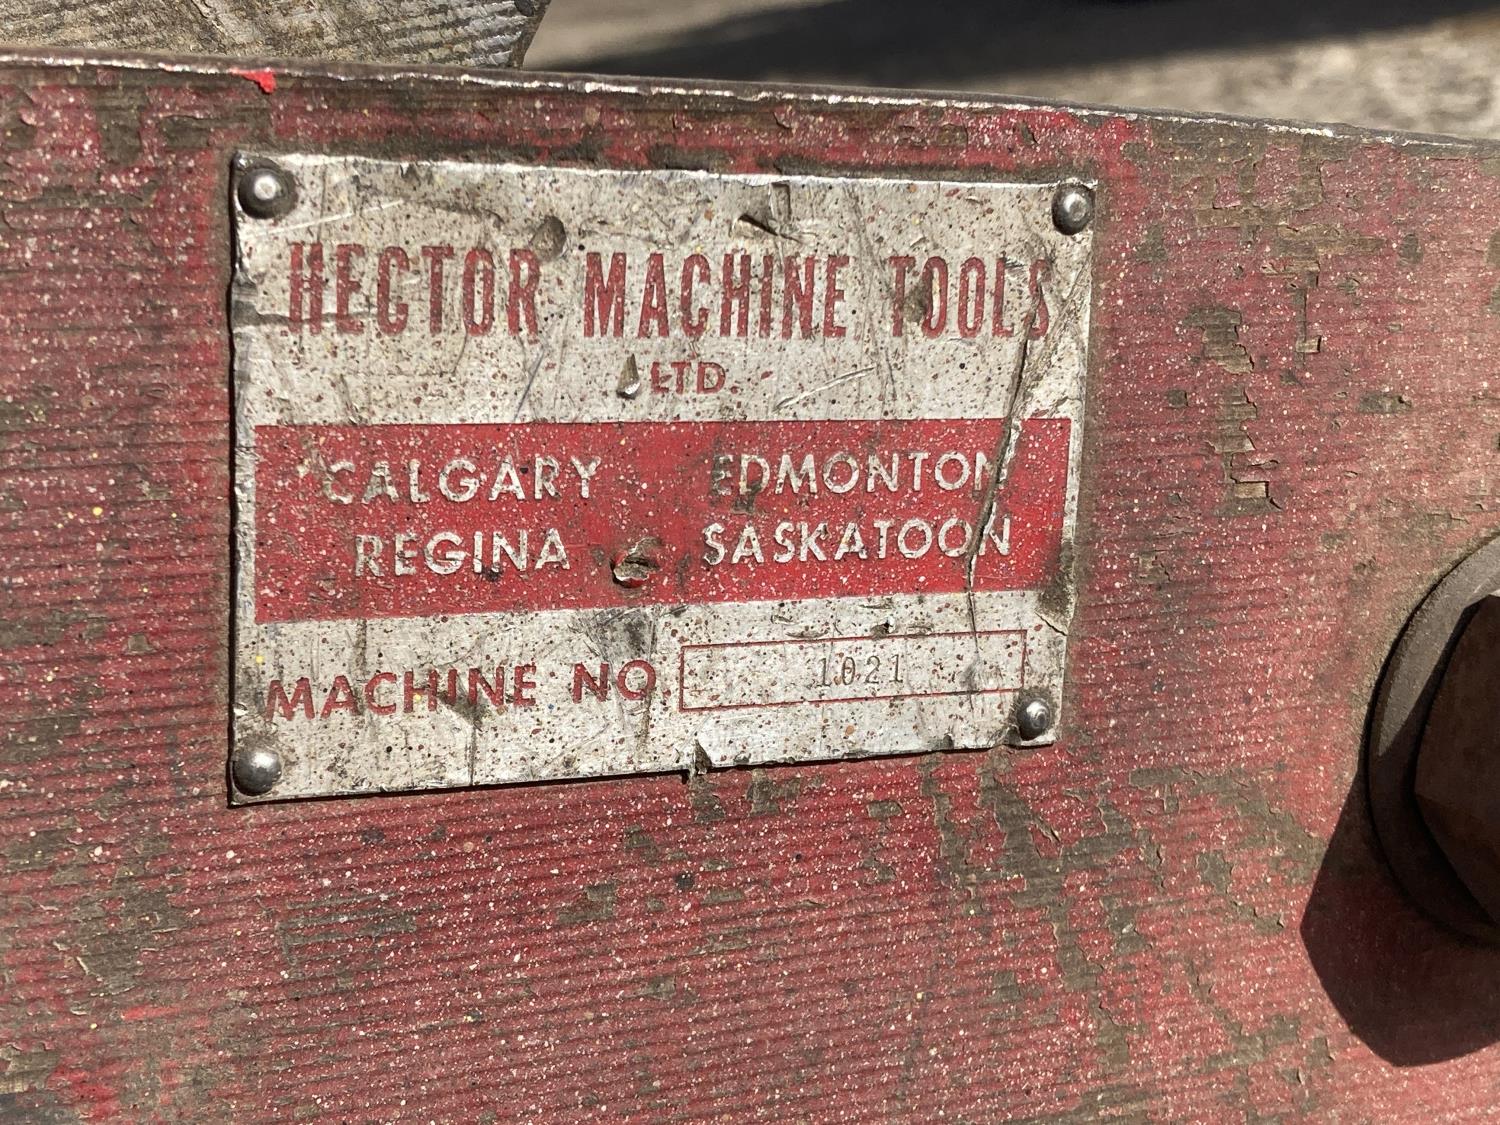 HECTOR MACHINE TOOLS
LTD.
CALGARY EDMONTON
REGINA SASKATOON
MACHINE NO 1021